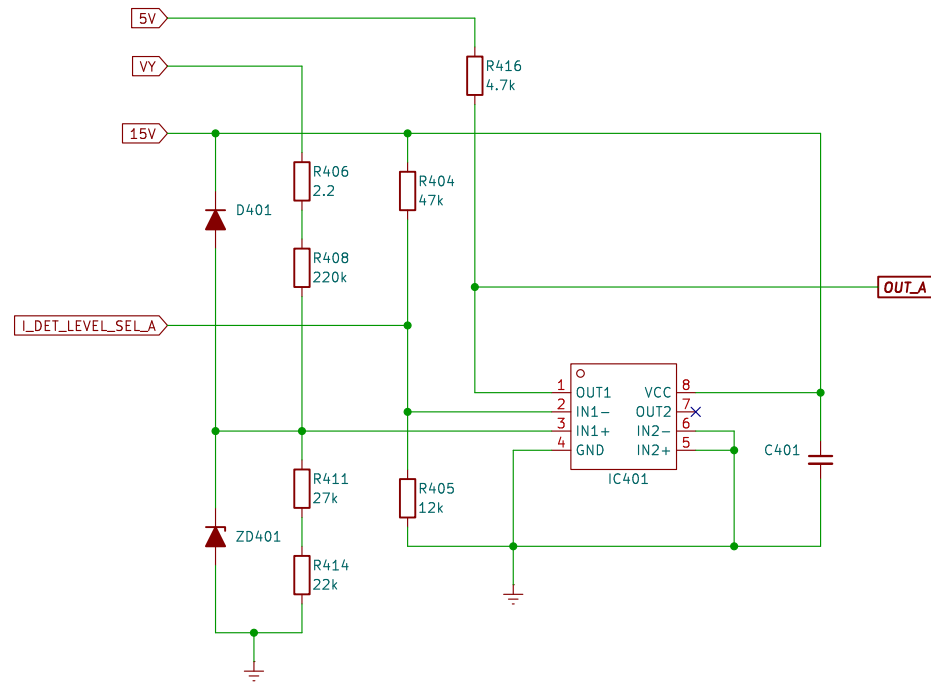 5V
R416
4.7k
VY
15V
R406
2.2
R404
47k
D401
R408
220k
OUT_A
I_DET_LEVEL_SEL_A
1
OUT1
VCC
8
2
IN1-
OUT2
7
3
IN1+
IN2-
6
4
GND
IN2+
5
IC401
C401
R411
27k
R405
12k
ZD401
R414
22k